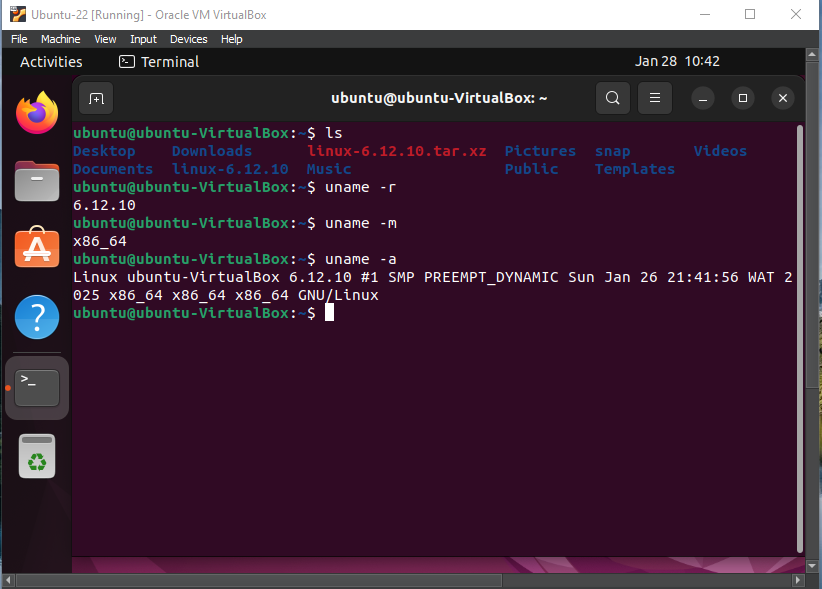 Ubuntu-22 [Running] - Oracle VM VirtualBox
File Machine View Input Devices Help
Activities Terminal Jan 28 10:42
ubuntu@ubuntu-VirtualBox: ~
ubuntu@ubuntu-VirtualBox:~$ ls
Desktop Downloads linux-6.12.10.tar.xz Pictures snap Videos
Documents linux-6.12.10 Music Public Templates
ubuntu@ubuntu-VirtualBox:~$ uname -r
6.12.10
ubuntu@ubuntu-VirtualBox:~$ uname -m
x86_64
ubuntu@ubuntu-VirtualBox:~$ uname -a
Linux ubuntu-VirtualBox 6.12.10 #1 SMP PREEMPT_DYNAMIC Sun Jan 26 21:41:56 WAT 2
025 x86_64 x86_64 x86_64 GNU/Linux
ubuntu@ubuntu-VirtualBox:~$